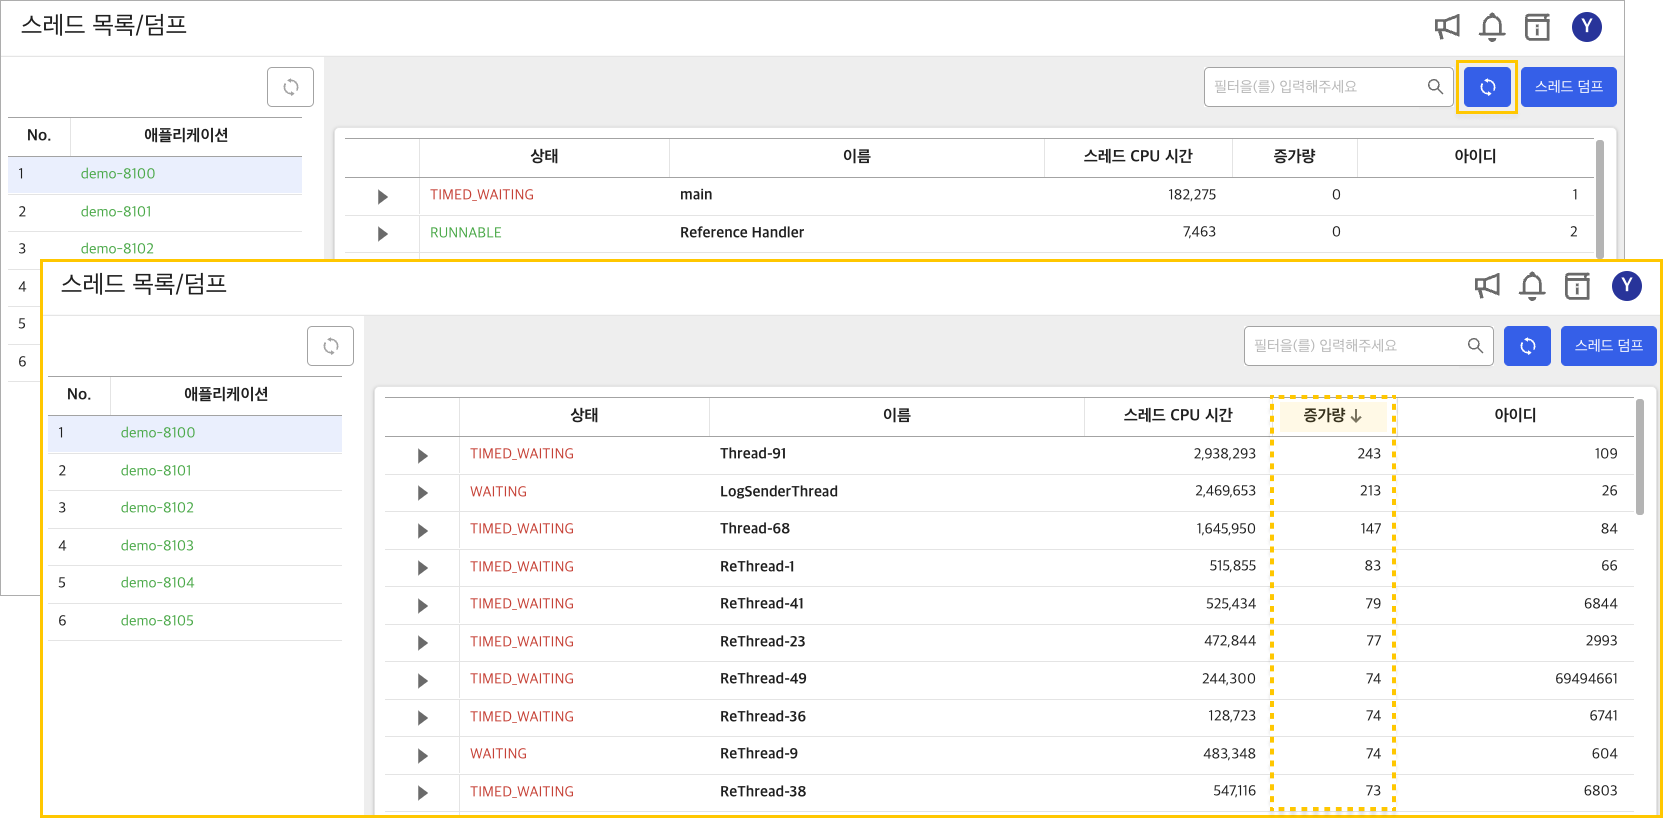 스레드 목록/덤프
Y
필터을(를) 입력해주세요
스레드 덤프
No. 애플리케이션
1 demo-8100
2 demo-8101
3 demo-8102
4
5
6
상태 이름 스레드 CPU 시간 증가량 아이디
TIMED_WAITING main 182,275 0 1
RUNNABLE Reference Handler 7,463 0 2
스레드 목록/덤프
Y
필터을(를) 입력해주세요
스레드 덤프
No. 애플리케이션
1 demo-8100
2 demo-8101
3 demo-8102
4 demo-8103
5 demo-8104
6 demo-8105
상태 이름 스레드 CPU 시간 증가량 ↓ 아이디
TIMED_WAITING Thread-91 2,938,293 243 109
WAITING LogSenderThread 2,469,653 213 26
TIMED_WAITING Thread-68 1,645,950 147 84
TIMED_WAITING ReThread-1 515,855 83 66
TIMED_WAITING ReThread-41 525,434 79 6844
TIMED_WAITING ReThread-23 472,844 77 2993
TIMED_WAITING ReThread-49 244,300 74 69494661
TIMED_WAITING ReThread-36 128,723 74 6741
WAITING ReThread-9 483,348 74 604
TIMED_WAITING ReThread-38 547,116 73 6803